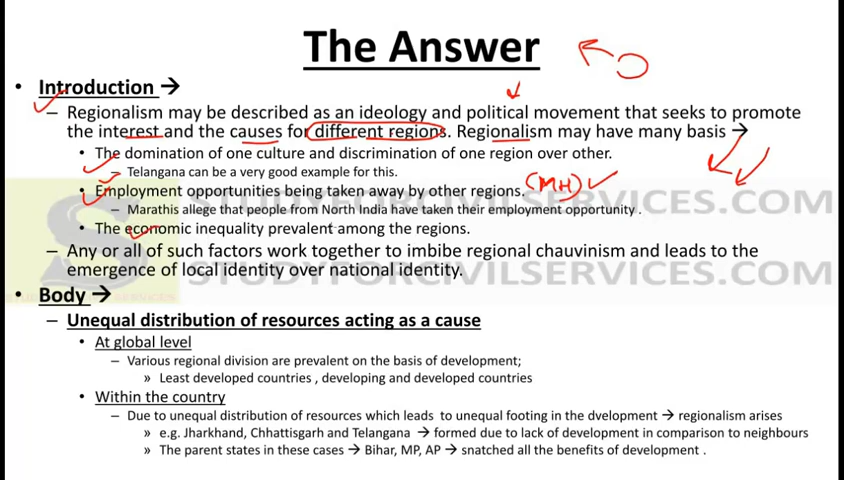 The Answer
• Introduction →
– Regionalism may be described as an ideology and political movement that seeks to promote
the interest and the causes for different regions. Regionalism may have many basis →
• The domination of one culture and discrimination of one region over other.
– Telangana can be a very good example for this.
• Employment opportunities being taken away by other regions. (MH)
– Marathis allege that people from North India have taken their employment opportunity .
• The economic inequality prevalent among the regions.
– Any or all of such factors work together to imbibe regional chauvinism and leads to the
emergence of local identity over national identity.
• Body →
– Unequal distribution of resources acting as a cause
• At global level
– Various regional division are prevalent on the basis of development;
» Least developed countries , developing and developed countries
• Within the country
– Due to unequal distribution of resources which leads to unequal footing in the dvelopment → regionalism arises
» e.g. Jharkhand, Chhattisgarh and Telangana → formed due to lack of development in comparison to neighbours
» The parent states in these cases → Bihar, MP, AP → snatched all the benefits of development .
STUDYFORCIVILSERVICES.COM
STUDYFORCIVILSERVICES.COM